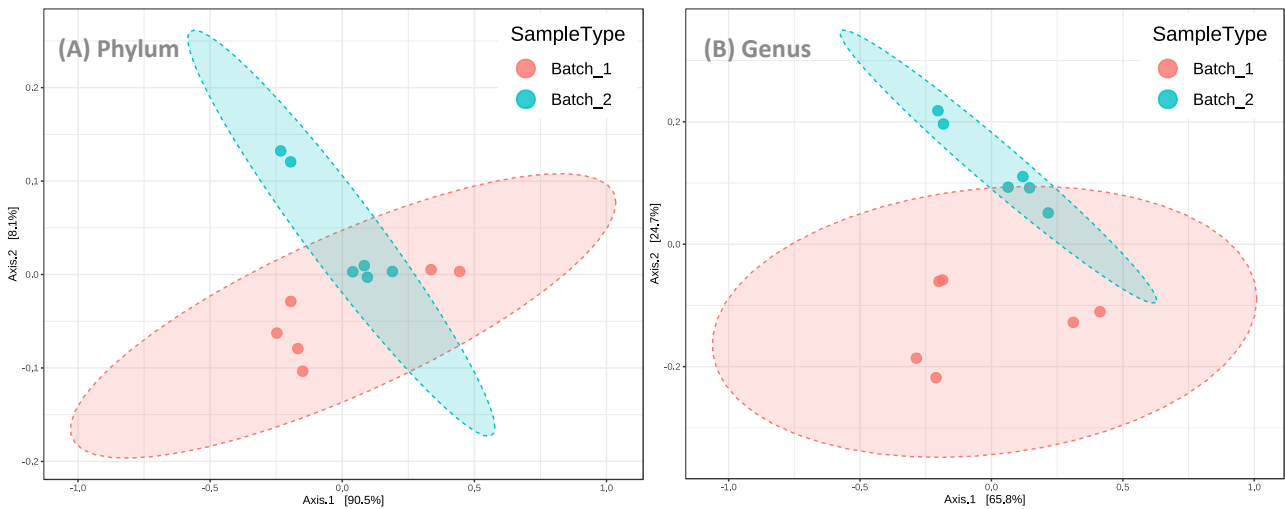 (A) Phylum
SampleType
Batch_1
Batch_2
0.2
0.1
0.0
-0.1
-0.2
Axis.2 [8.1%]
-1.0
-0.5
0.0
0.5
1.0
Axis.1 [90.5%]
(B) Genus
SampleType
Batch_1
Batch_2
0.2
0.0
-0.2
Axis.2 [24.7%]
-1.0
-0.5
0.0
0.5
1.0
Axis.1 [65.8%]